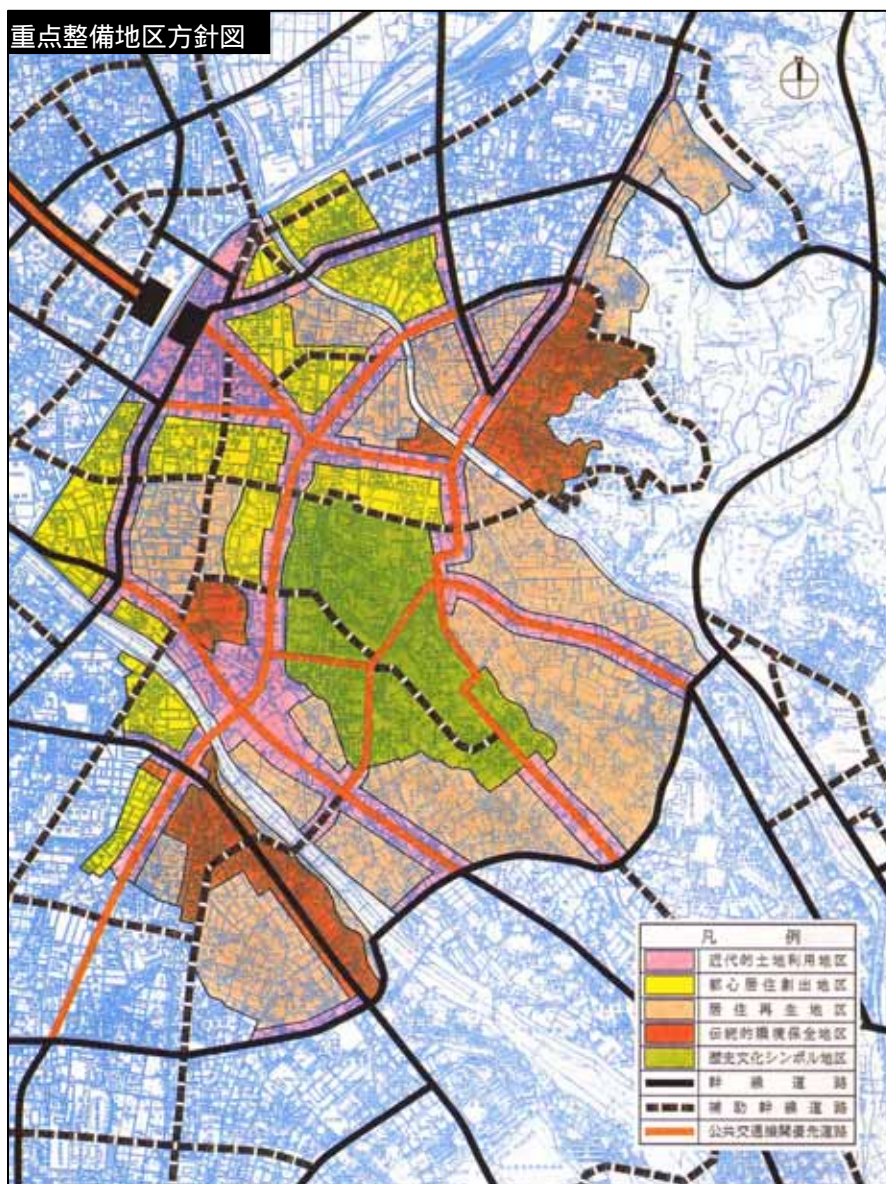 重点整備地区方針図
凡例
近代的土地利用地区
都心居住創出地区
居住再生地区
伝統的環境保全地区
歴史文化シンボル地区
幹線道路
補助幹線道路
公共交通機関優先道路